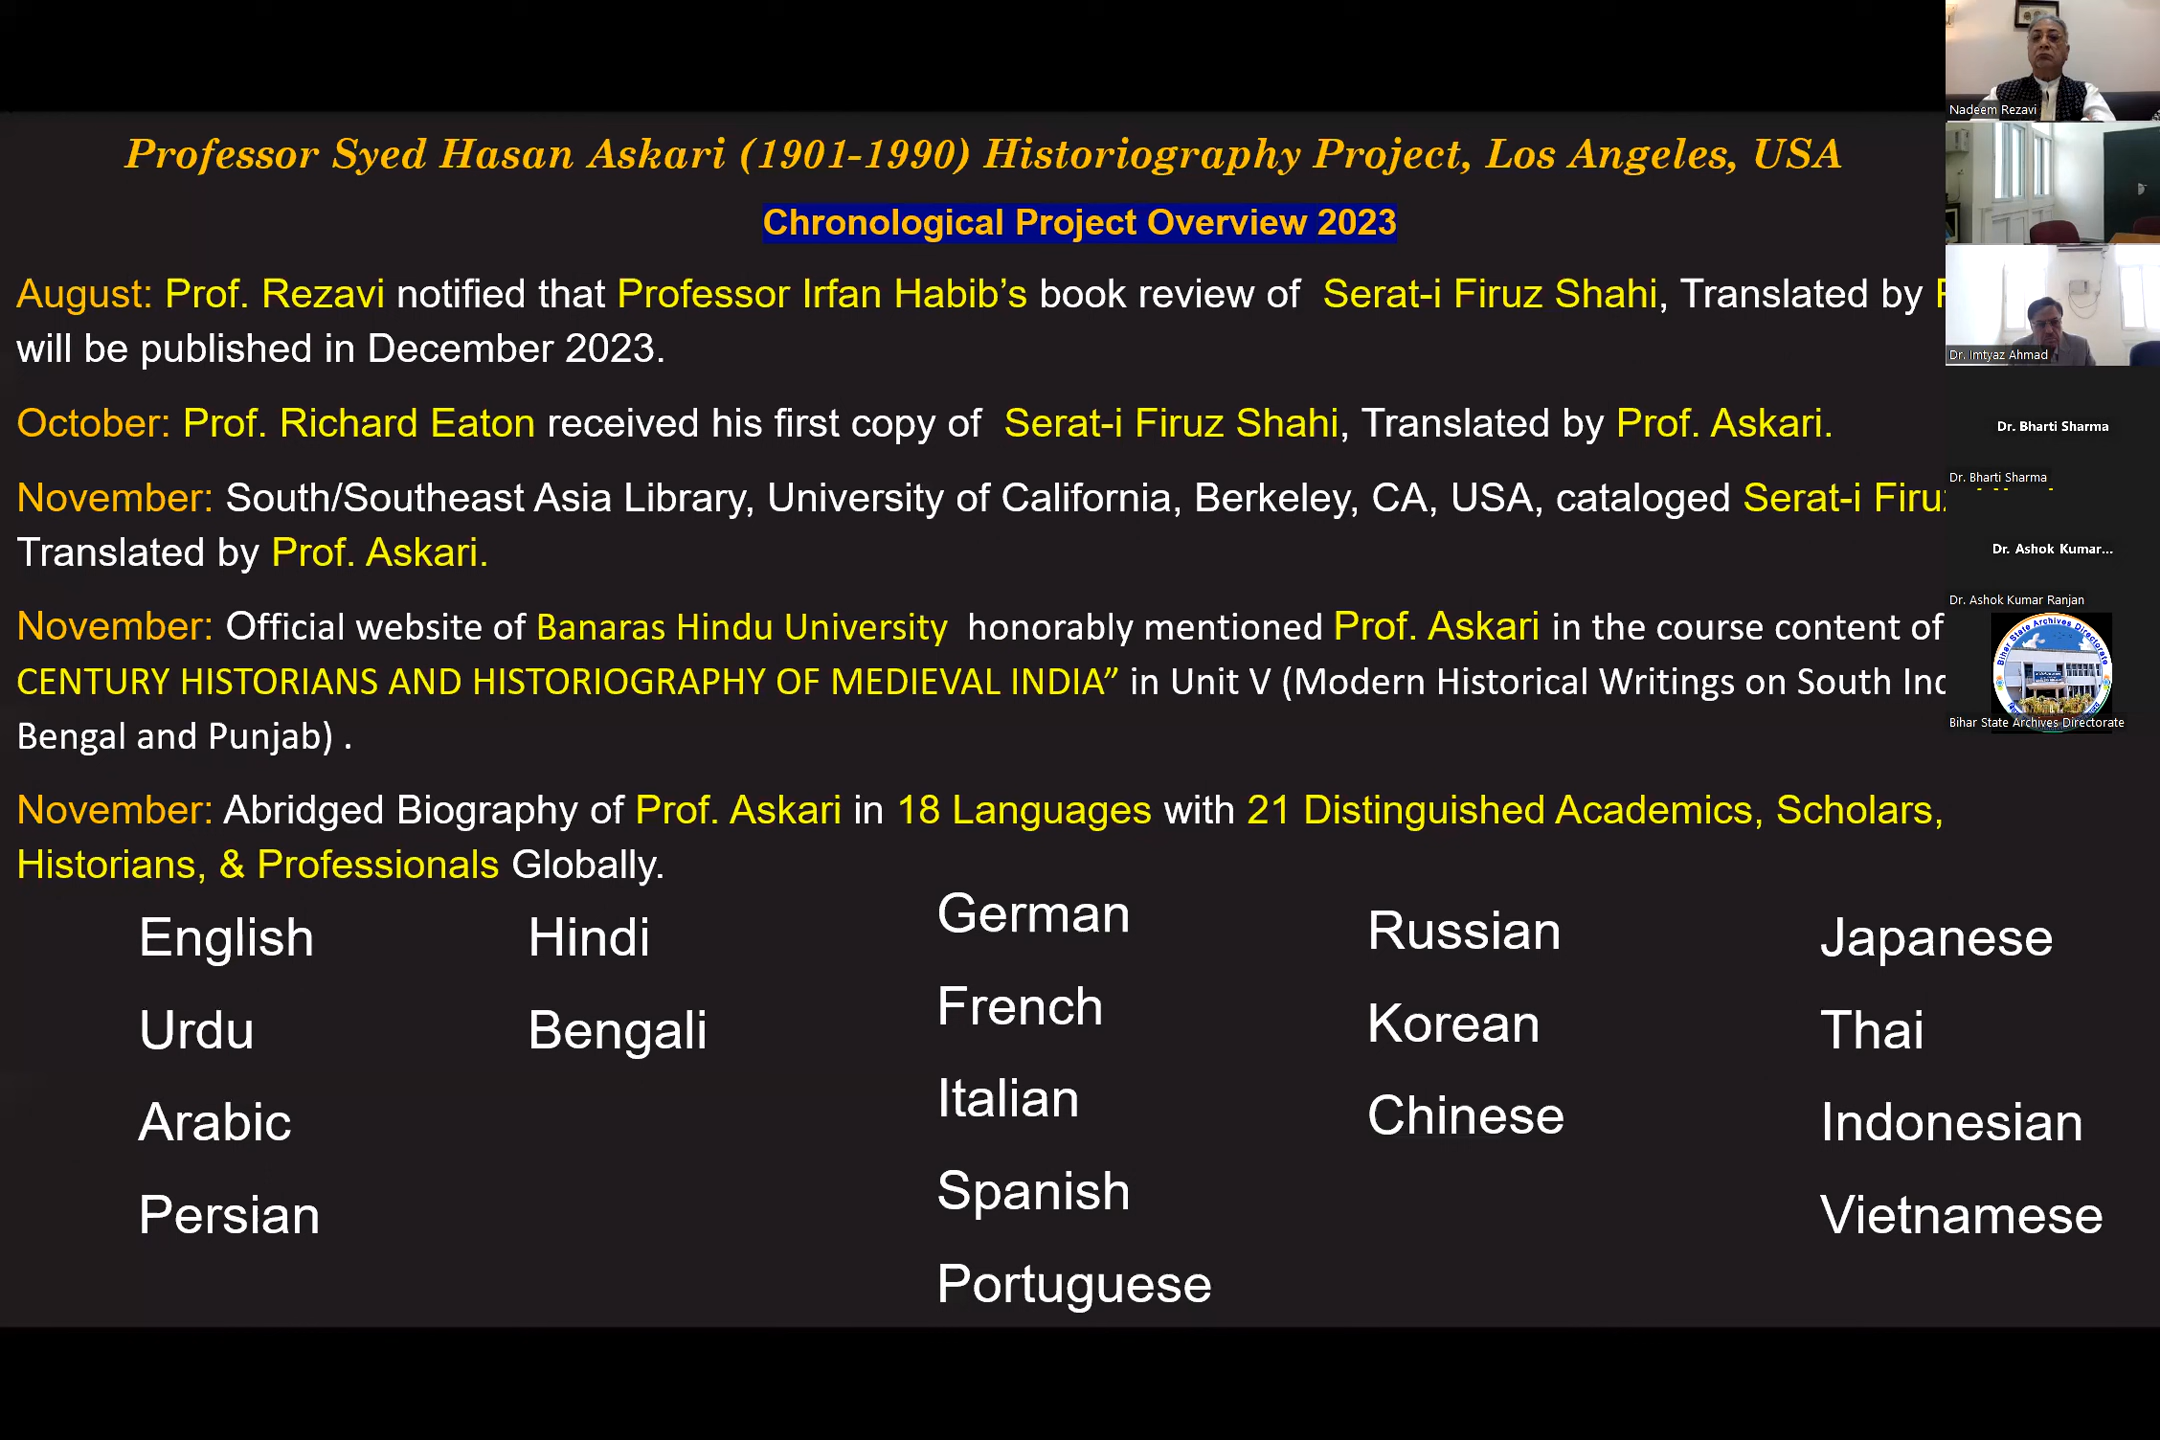 Professor Syed Hasan Askari (1901-1990) Historiography Project, Los Angeles, USA
Chronological Project Overview 2023
August: Prof. Rezavi notified that Professor Irfan Habib's book review of Serat-i Firuz Shahi, Translated by
will be published in December 2023.
October: Prof. Richard Eaton received his first copy of Serat-i Firuz Shahi, Translated by Prof. Askari.
November: South/Southeast Asia Library, University of California, Berkeley, CA, USA, cataloged Serat-i
Translated by Prof. Askari.
November: Official website of Banaras Hindu University honorably mentioned Prof. Askari in the course content of
CENTURY HISTORIANS AND HISTORIOGRAPHY OF MEDIEVAL INDIA” in Unit V (Modern Historical Writings on South
Bengal and Punjab) .
November: Abridged Biography of Prof. Askari in 18 Languages with 21 Distinguished Academics, Scholars,
Historians, & Professionals Globally.
English
Urdu
Arabic
Persian
Hindi
Bengali
German
French
Italian
Spanish
Portuguese
Russian
Korean
Chinese
Japanese
Thai
Indonesian
Vietnamese
Nadeem Rezavi
Dr. Imtyaz Ahmad
Dr. Bharti Sharma
Dr. Bharti Sharma
Dr. Ashok Kumar...
Dr. Ashok Kumar Ranjan
Bihar State Archives Directorate
Bihar State Archives Directorate